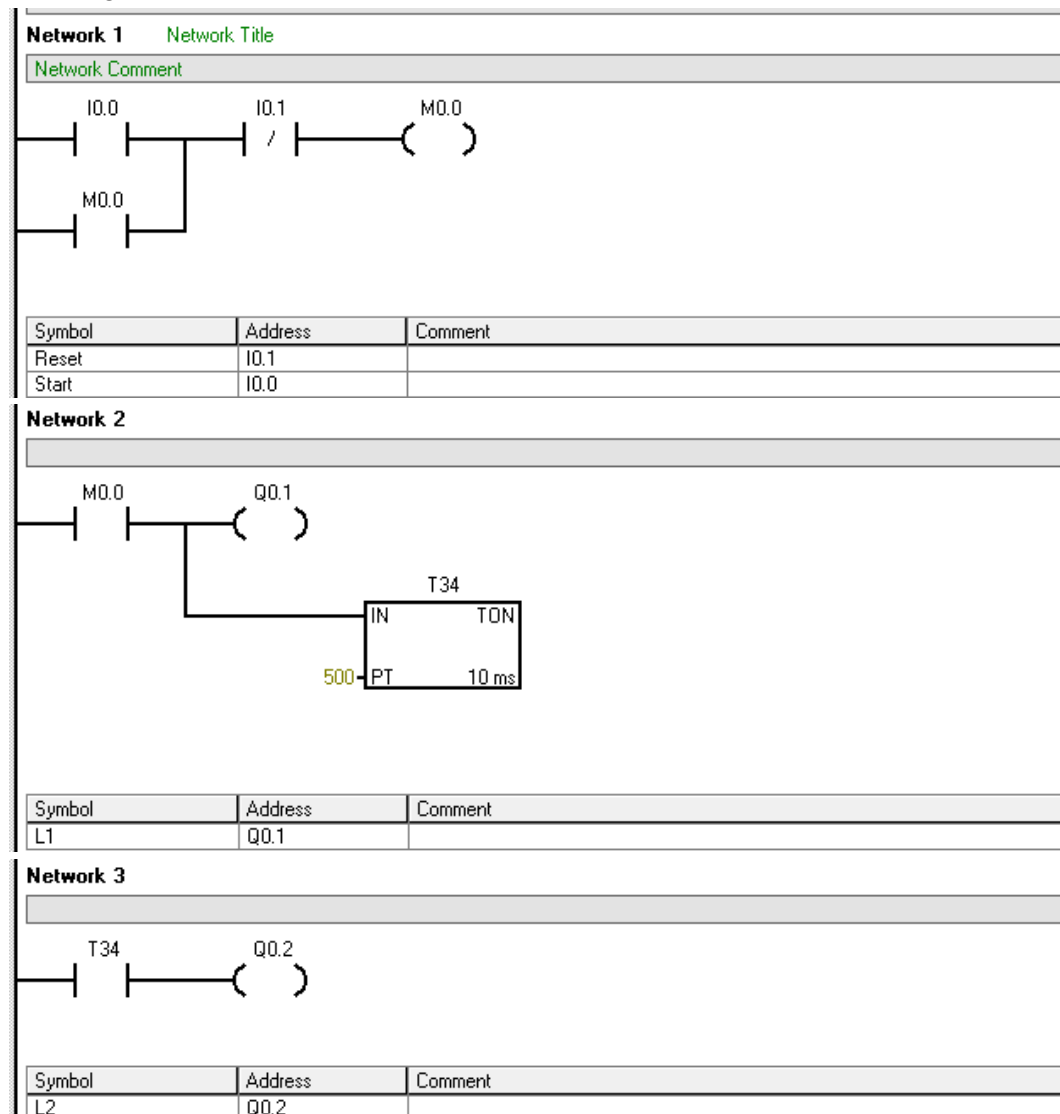 Network 1 Network Title
Network Comment
I0.0 I0.1 M0.0
/
M0.0
Symbol Address Comment
Reset I0.1
Start I0.0
Network 2
M0.0 Q0.1
T34
IN TON
500 PT 10 ms
Symbol Address Comment
L1 Q0.1
Network 3
T34 Q0.2
Symbol Address Comment
L2 Q0.2